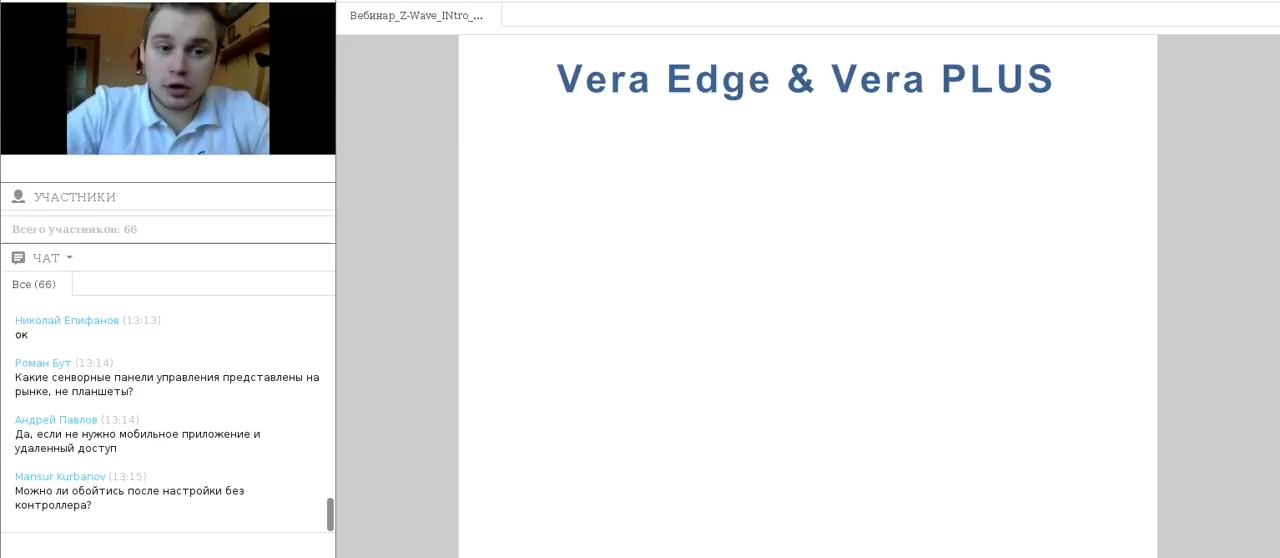 Вебинар_Z-Wave_INtro_...
Vera Edge & Vera PLUS
УЧАСТНИКИ
Всего участников: 66
ЧАТ
Все (66)
Николай Епифанов (13:13)
ок
Роман Бут (13:14)
Какие сенворные панели управления представлены на
рынке, не планшеты?
Андрей Павлов (13:14)
Да, если не нужно мобильное приложение и
удаленный доступ
Mansur Kurbanov (13:15)
Можно ли обойтись после настройки без
контроллера?